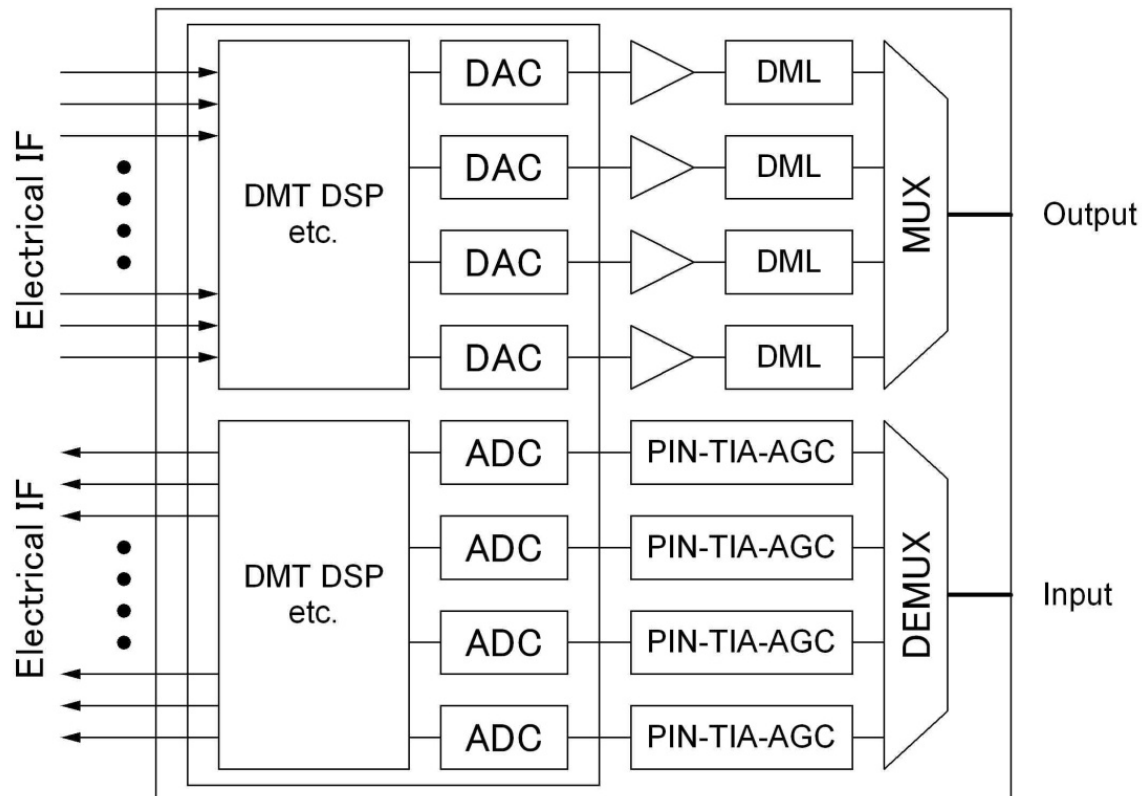 Electrical IF
DMT DSP
etc.
DAC
DML
DAC
DML
DAC
DML
DAC
DML
MUX
Output
Electrical IF
DMT DSP
etc.
ADC
PIN-TIA-AGC
ADC
PIN-TIA-AGC
ADC
PIN-TIA-AGC
ADC
PIN-TIA-AGC
DEMUX
Input